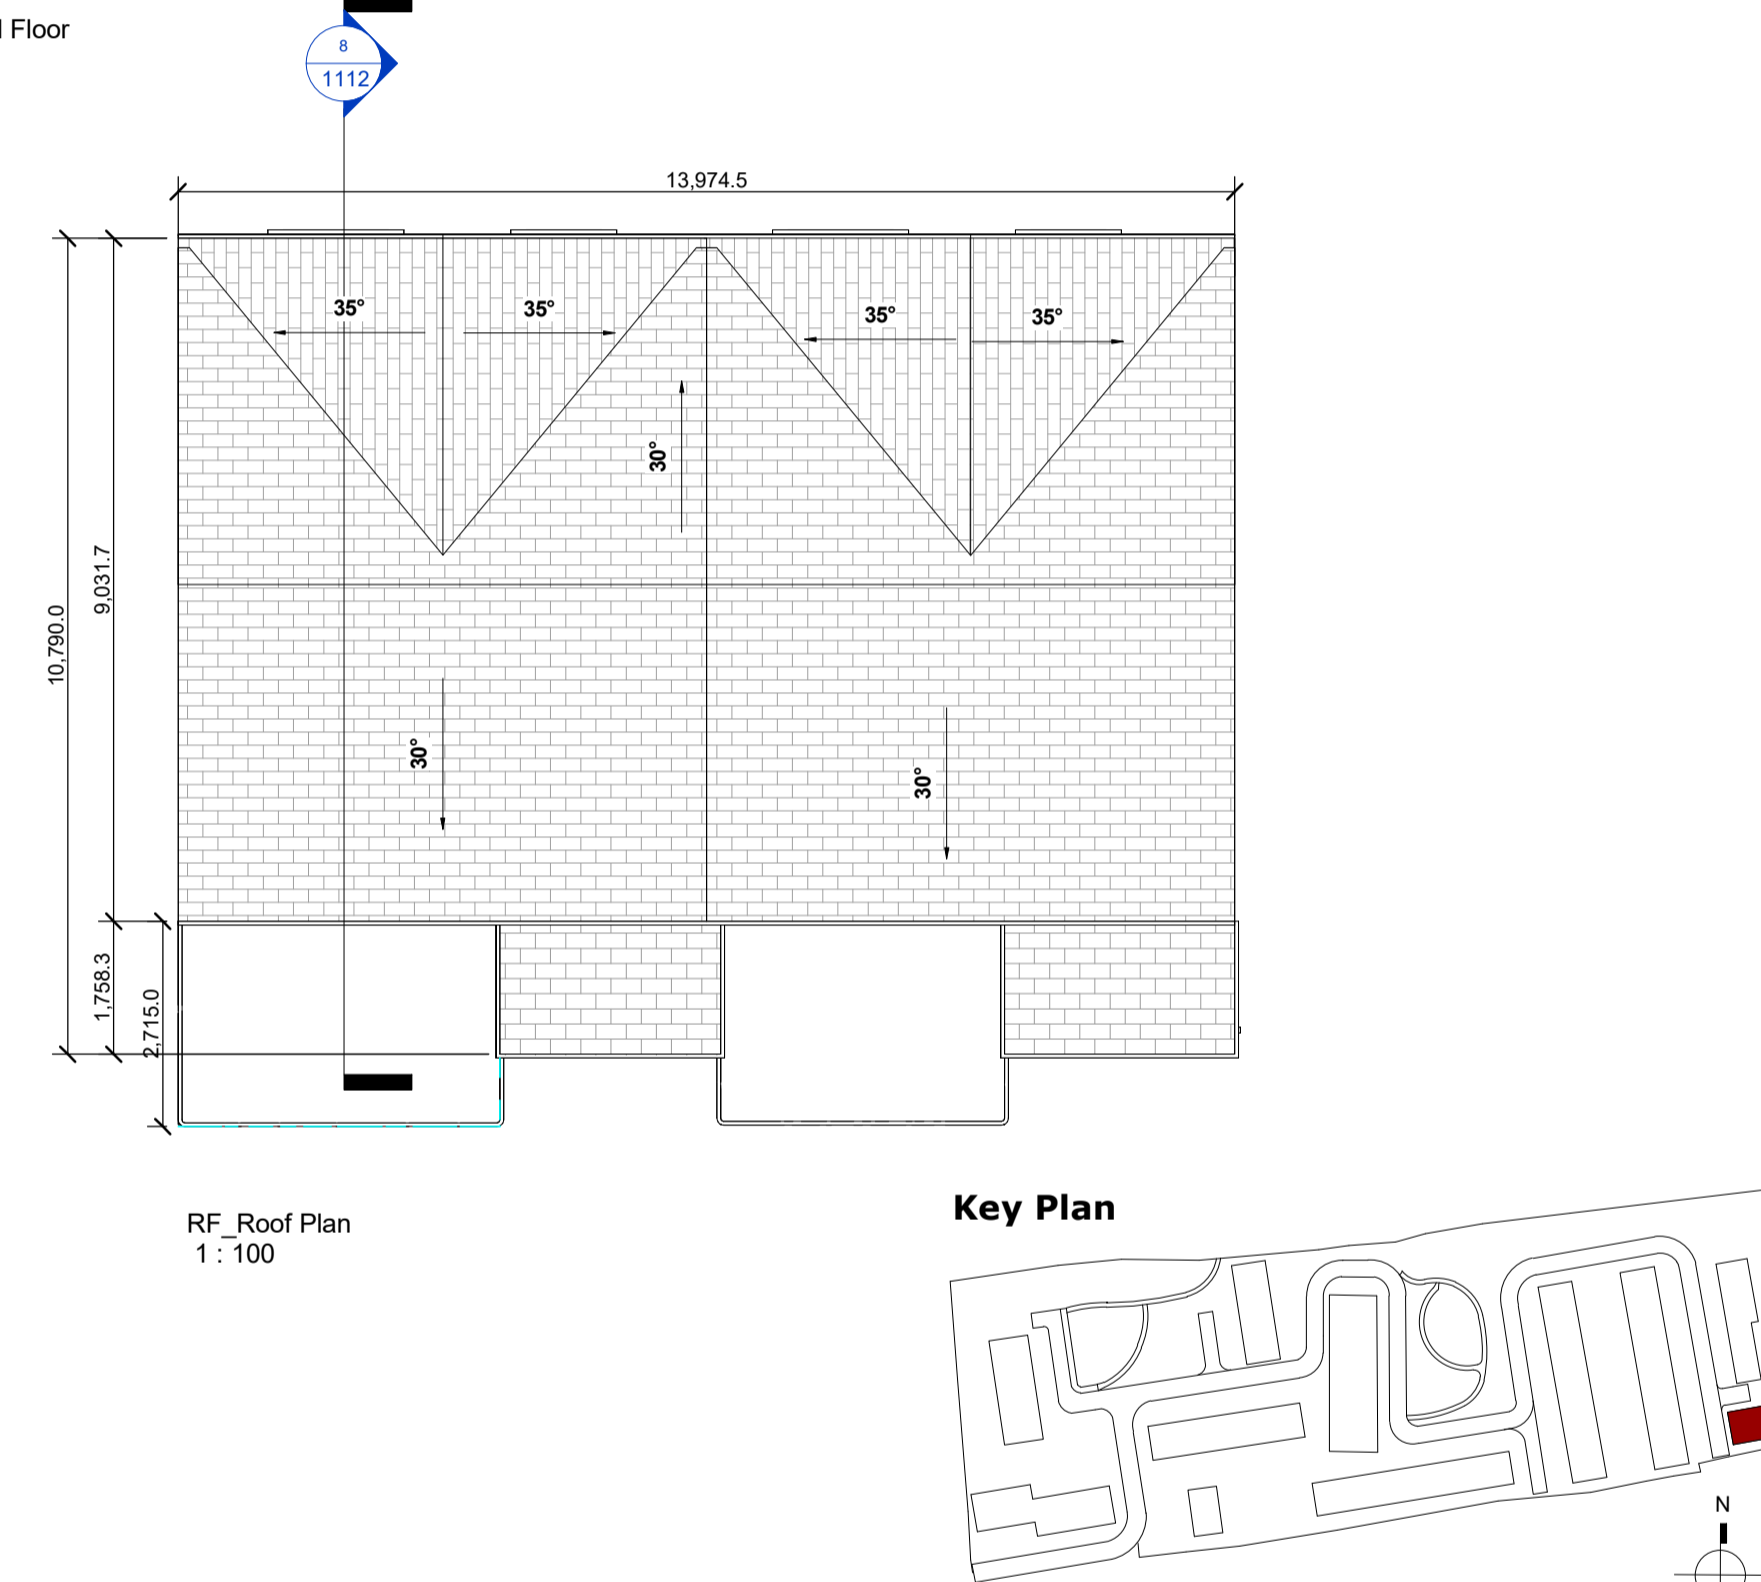 l Floor
8
1112
13,974.5
35°
35°
35°
35°
30°
9,031.7
10,790.0
30°
30°
1,758.3
2,715.0
RF_Roof Plan
1 : 100
Key Plan
N